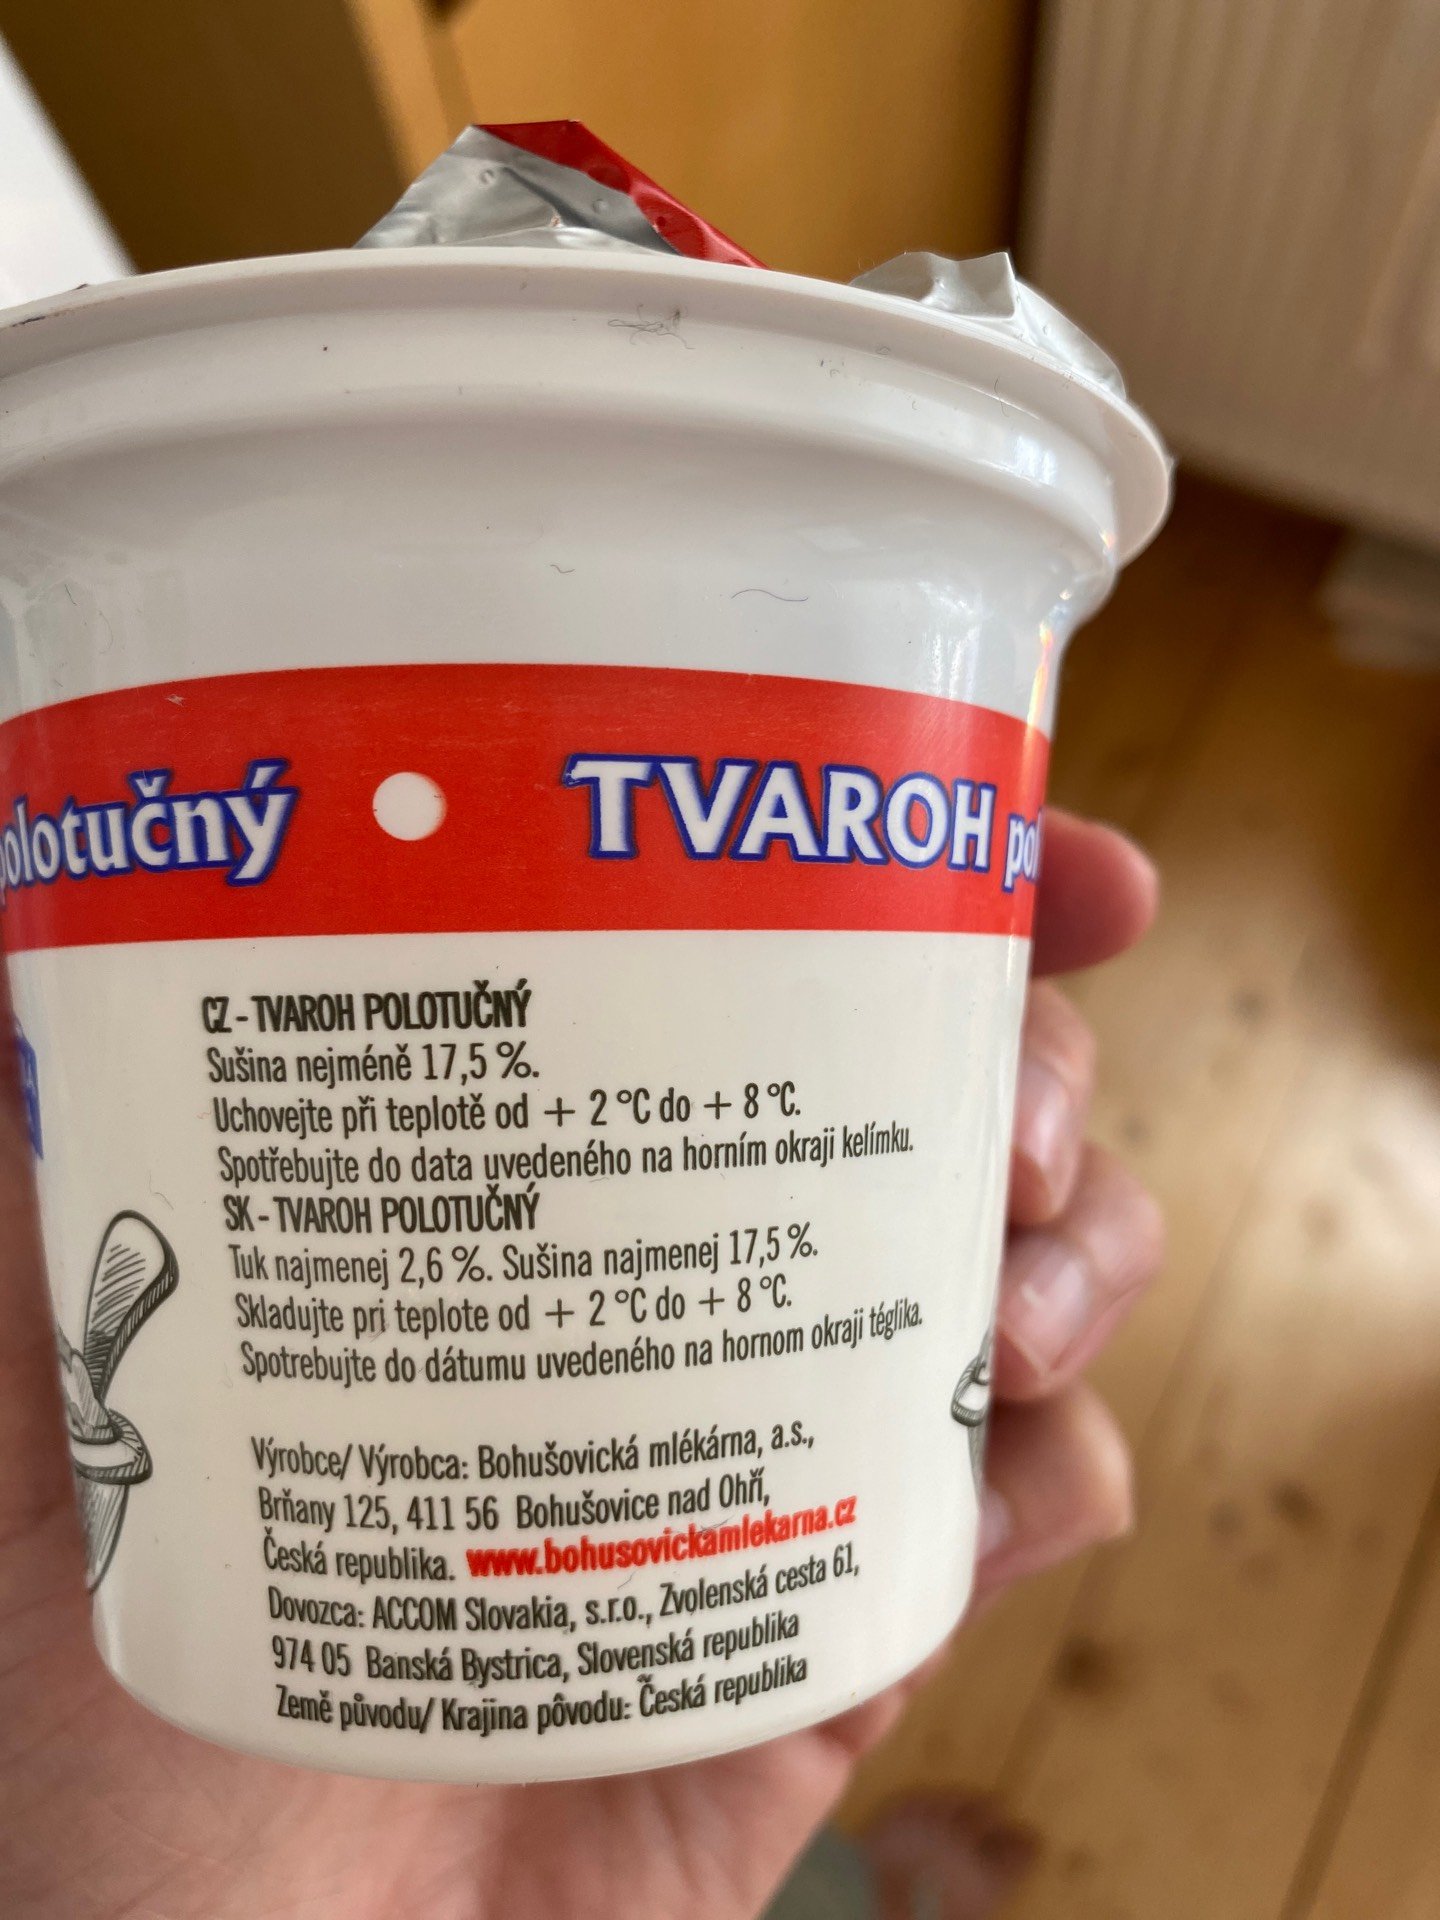 polotučný • TVAROH
CZ - TVAROH POLOTUČNÝ
Sušina nejméně 17,5 %.
Uchovejte při teplotě od + 2 °C do + 8 °C.
Spotřebujte do data uvedeného na horním okraji kelímku.
SK - TVAROH POLOTUČNÝ
Tuk najmenej 2,6 %. Sušina najmenej 17,5 %.
Skladujte pri teplote od + 2 °C do + 8 °C.
Spotrebujte do dátumu uvedeného na hornom okraji téglika.
Výrobce/ Výrobca: Bohušovická mlékárna, a.s.,
Brňany 125, 411 56 Bohušovice nad Ohří,
Česká republika. www.bohusovickamlekarna.cz
Dovozca: ACCOM Slovakia, s.r.o., Zvolenská cesta 61,
974 05 Banská Bystrica, Slovenská republika
Země původu/ Krajina pôvodu: Česká republika